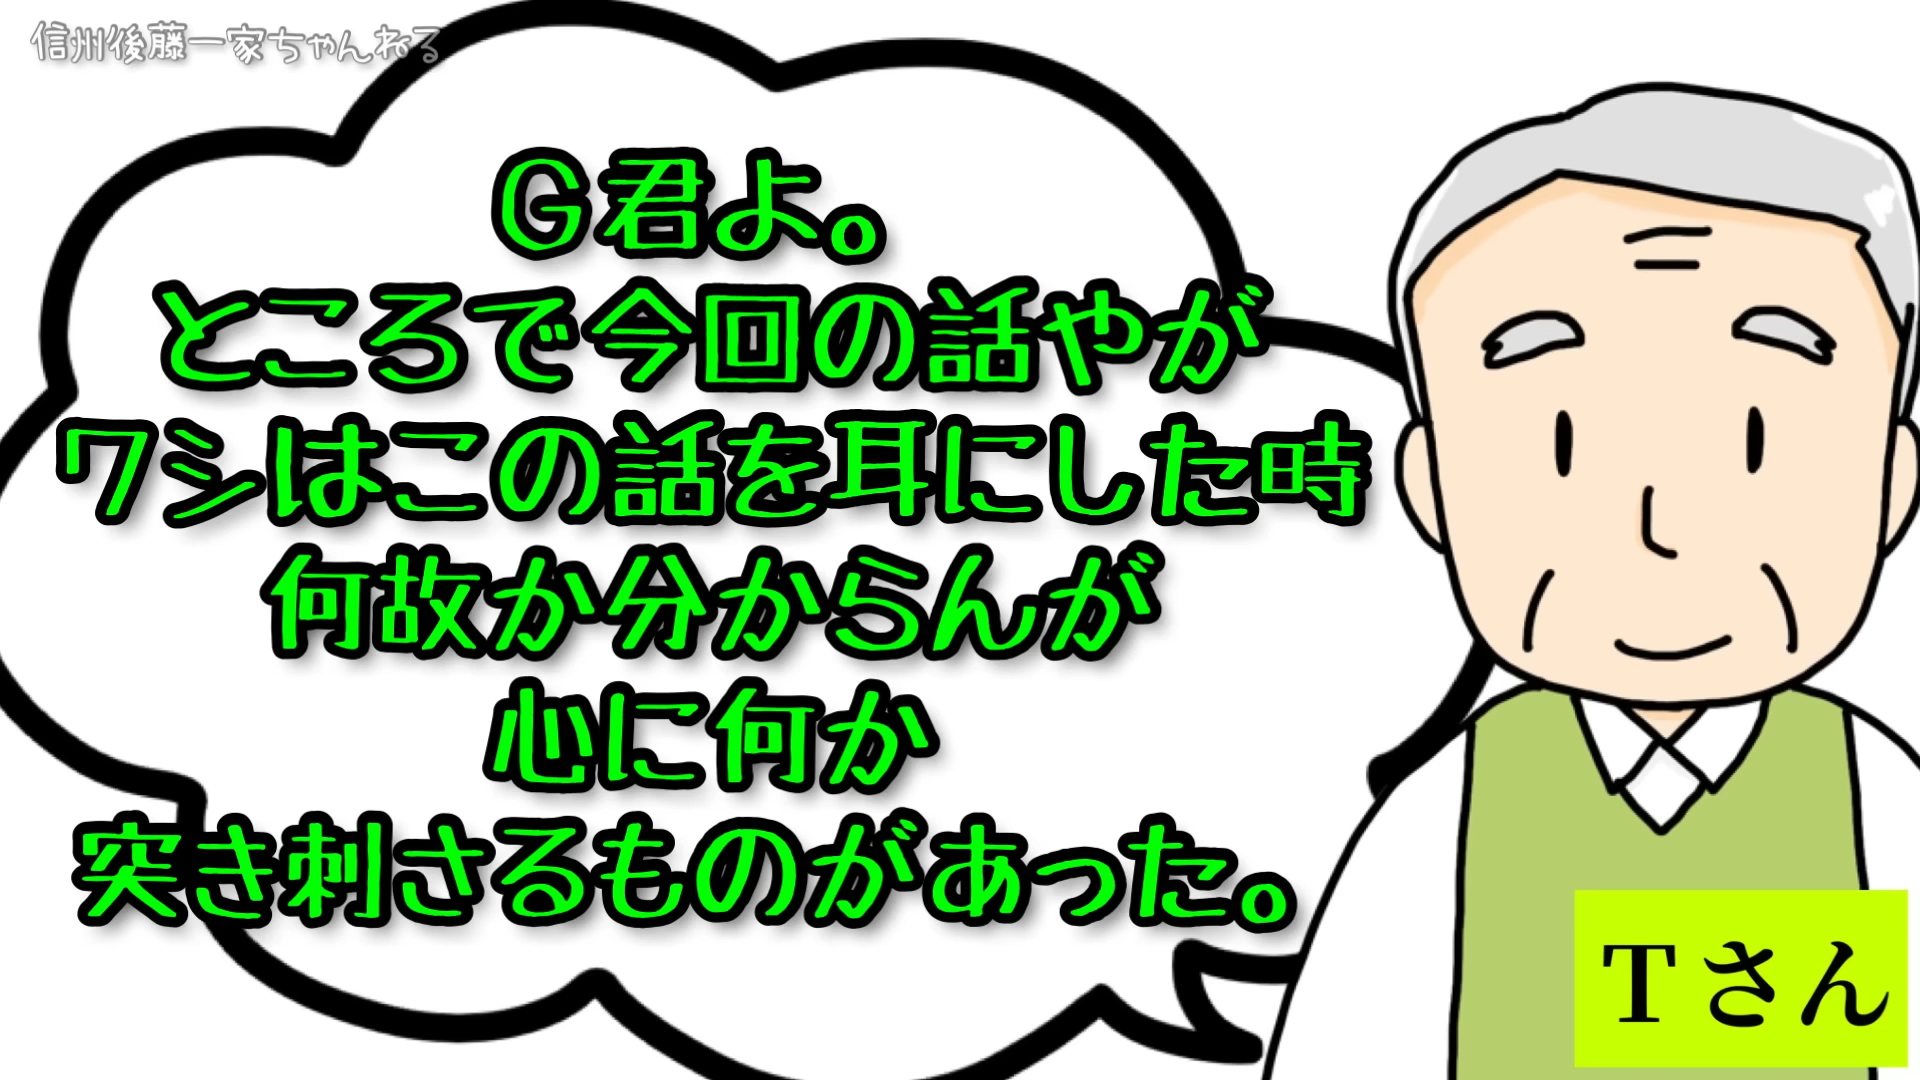 信州後藤一家ちゃんねる
G君よ。
ところで今回の話やが
ワシはこの話を耳にした時
何故か分からんが
心に何か
突き刺さるものがあった。
Tさん